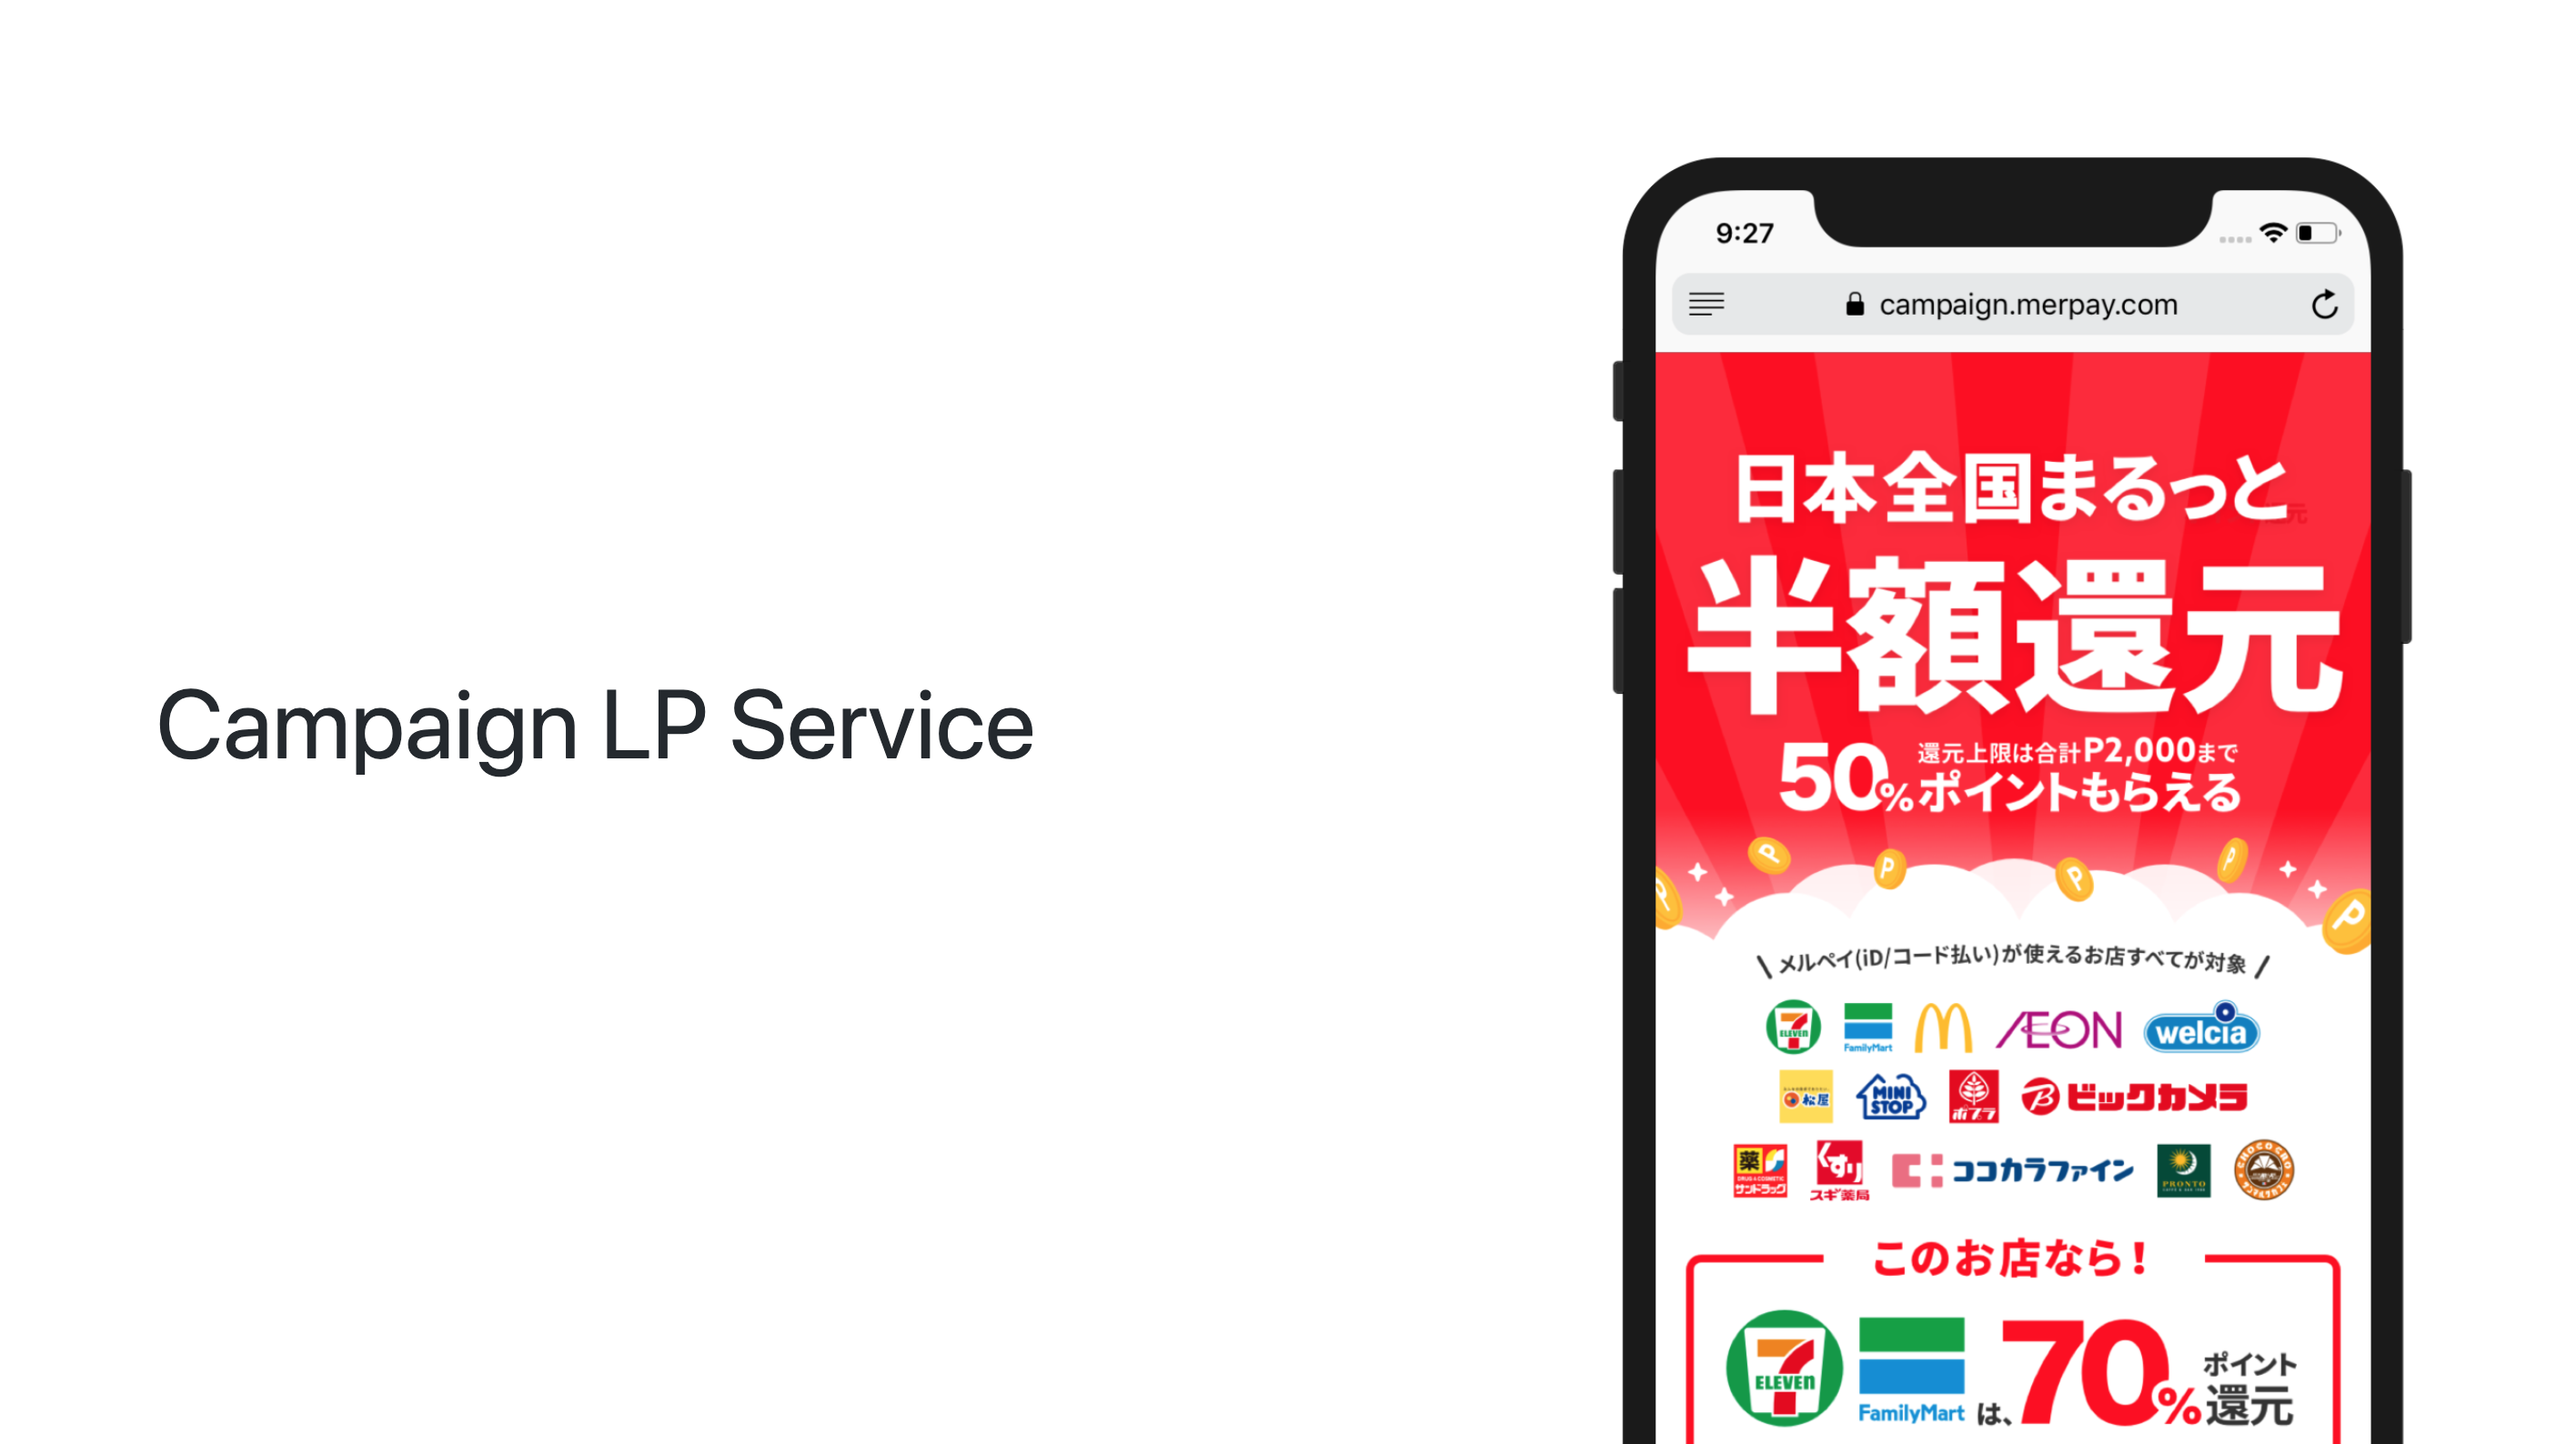 Campaign LP Service
9:27
campaign.merpay.com
日本全国まるっと
半額還元
50%
還元上限は合計P2,000まで
ポイントもらえる
P P P P P P
\ メルペイ(iD/コード払い)が使えるお店すべてが対象 /
7 ELEVEN FamilyMart ÆON welcia
松屋 MINI STOP ポプラ ビックカメラ
薬 DRUG & COSMETIC サンドラッグ くすり スギ薬局 ココカラファイン PRONTO CHOCOCRO
このお店なら!
7 ELEVEN FamilyMart は、70% ポイント
還元